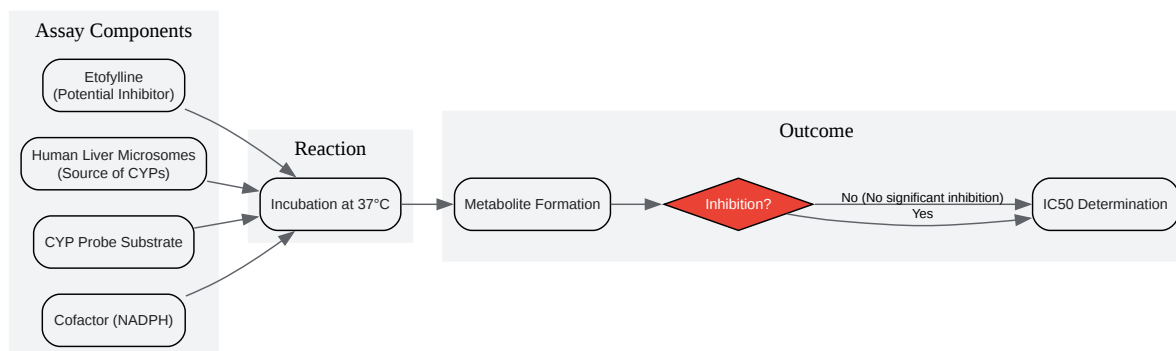 Assay Components
Etofylline
(Potential Inhibitor)
Human Liver Microsomes
(Source of CYPs)
CYP Probe Substrate
Cofactor (NADPH)
Reaction
Incubation at 37°C
Outcome
Metabolite Formation
Inhibition?
No (No significant inhibition)
Yes
IC50 Determination